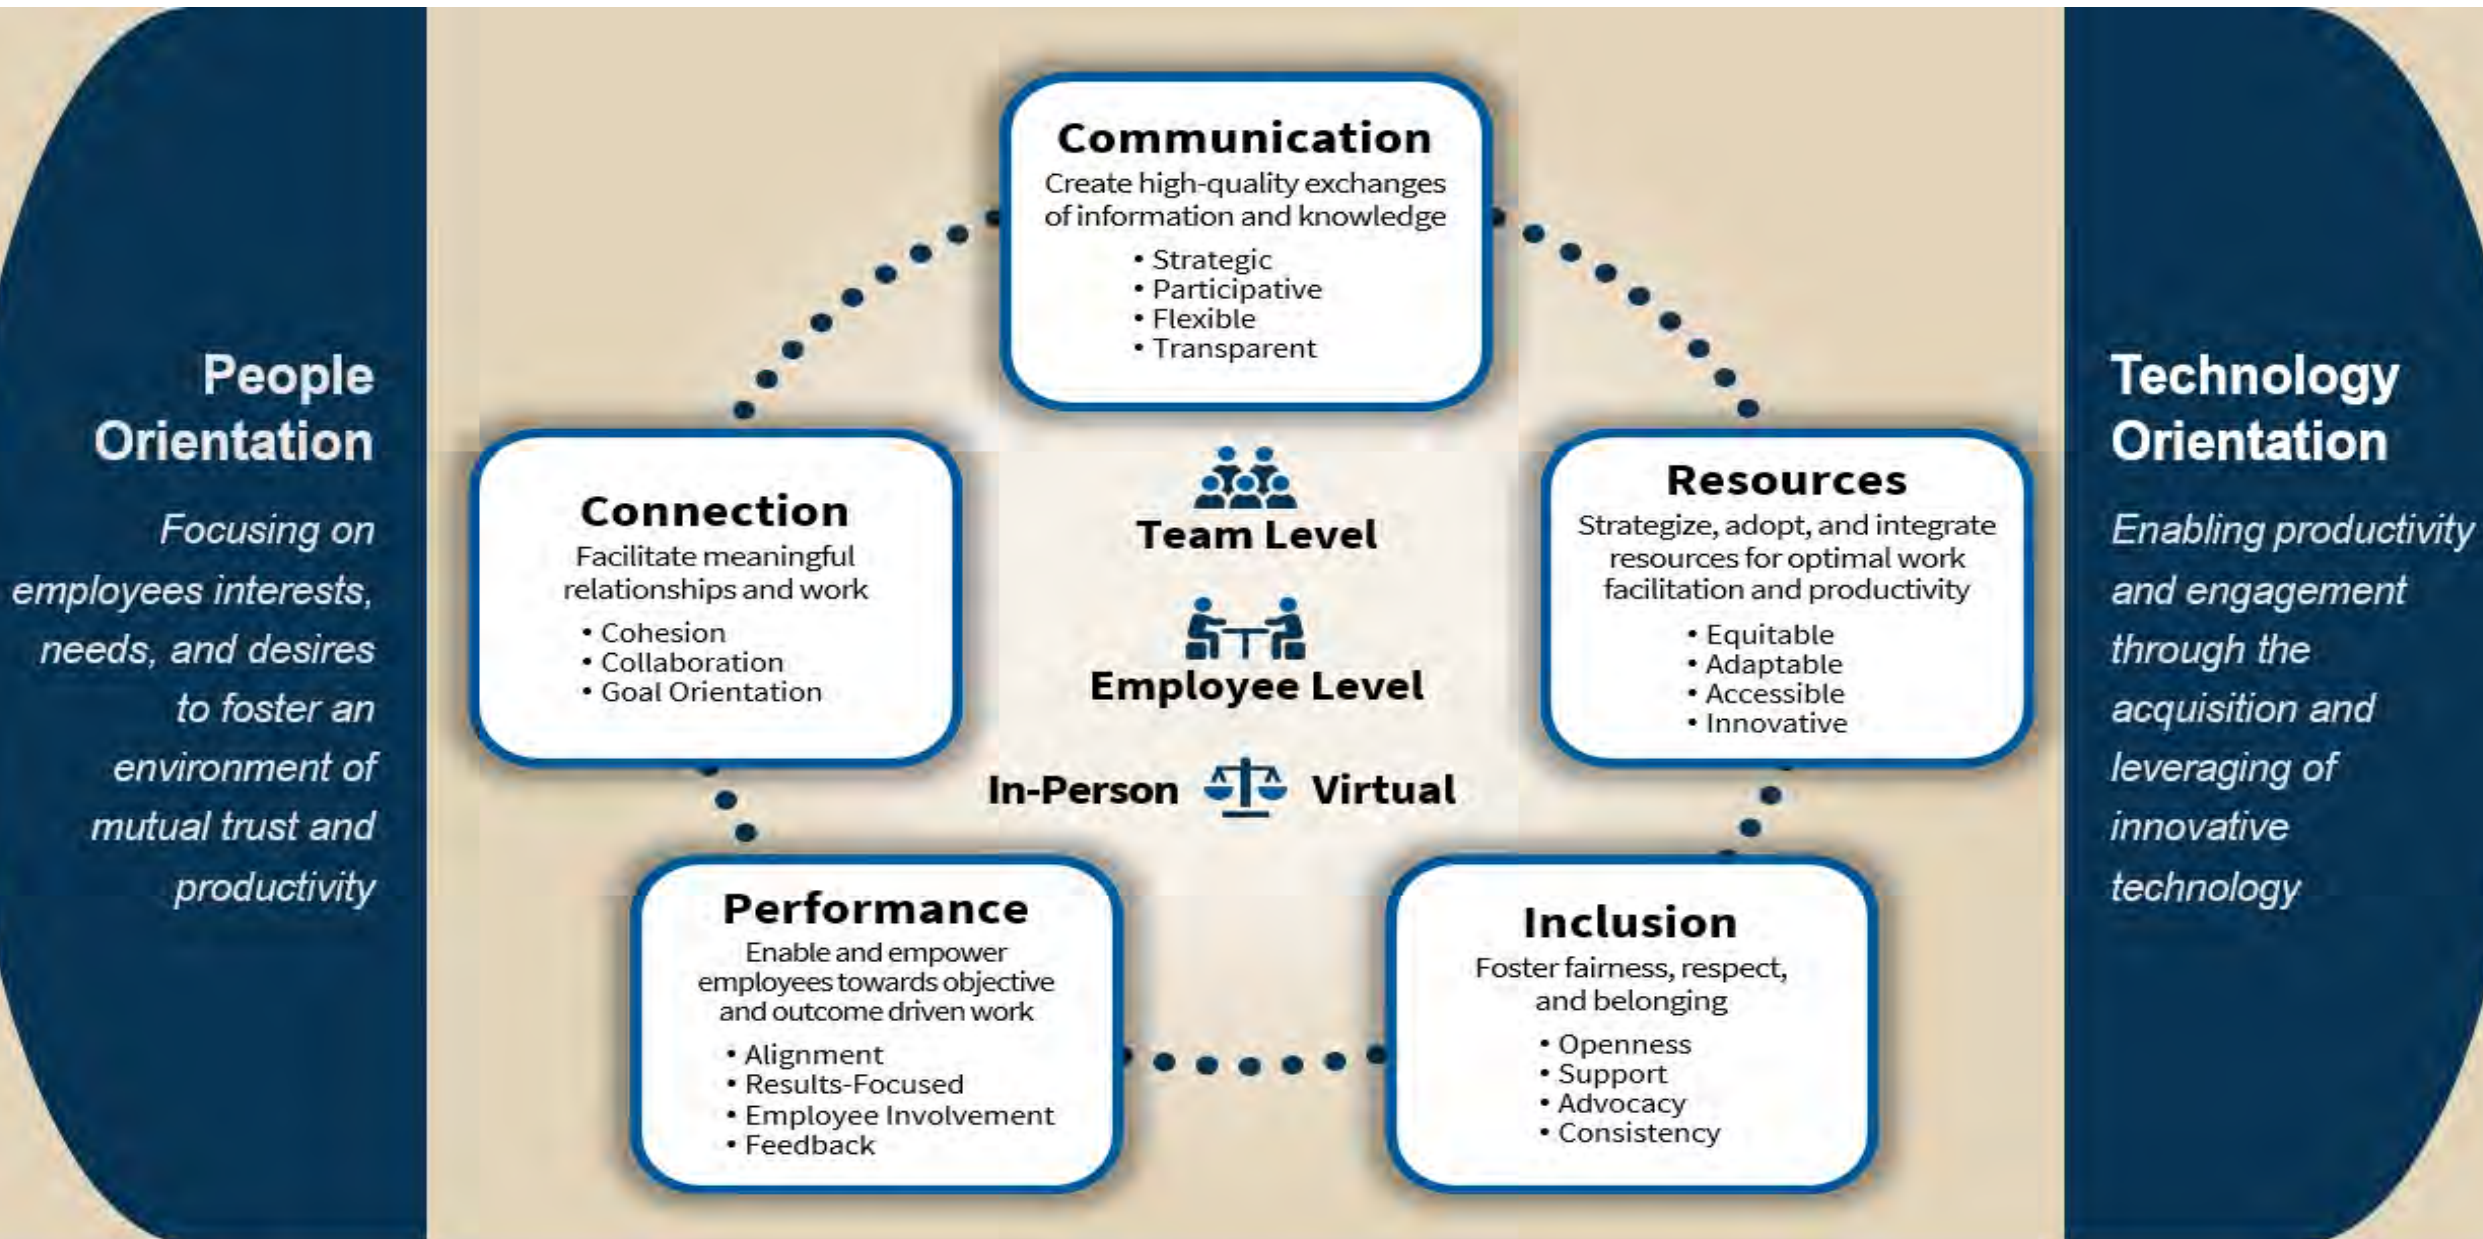 People
Orientation
Focusing on
employees interests,
needs, and desires
to foster an
environment of
mutual trust and
productivity
Communication
Create high-quality exchanges
of information and knowledge
• Strategic
• Participative
• Flexible
• Transparent
Connection
Facilitate meaningful
relationships and work
• Cohesion
• Collaboration
• Goal Orientation
Team Level
Employee Level
In-Person Virtual
Resources
Strategize, adopt, and integrate
resources for optimal work
facilitation and productivity
• Equitable
• Adaptable
• Accessible
• Innovative
Performance
Enable and empower
employees towards objective
and outcome driven work
• Alignment
• Results-Focused
• Employee Involvement
• Feedback
Inclusion
Foster fairness, respect,
and belonging
• Openness
• Support
• Advocacy
• Consistency
Technology
Orientation
Enabling productivity
and engagement
through the
acquisition and
leveraging of
innovative
technology